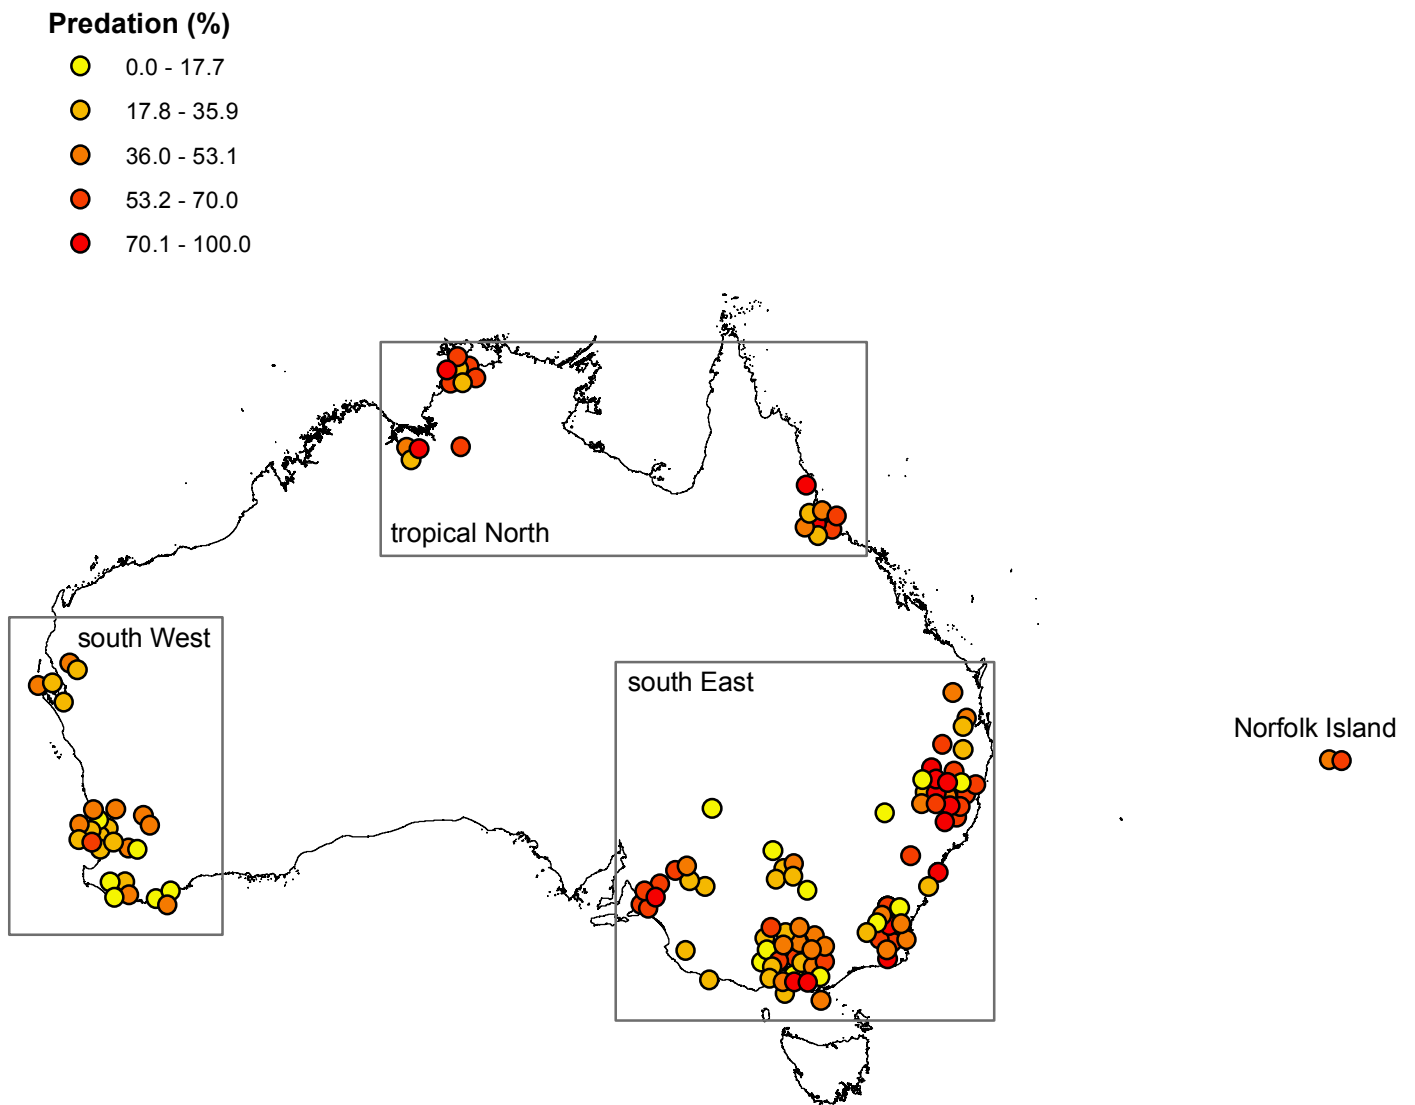 Predation (%)
0.0 - 17.7
17.8 - 35.9
36.0 - 53.1
53.2 - 70.0
70.1 - 100.0
tropical North
south West
south East
Norfolk Island